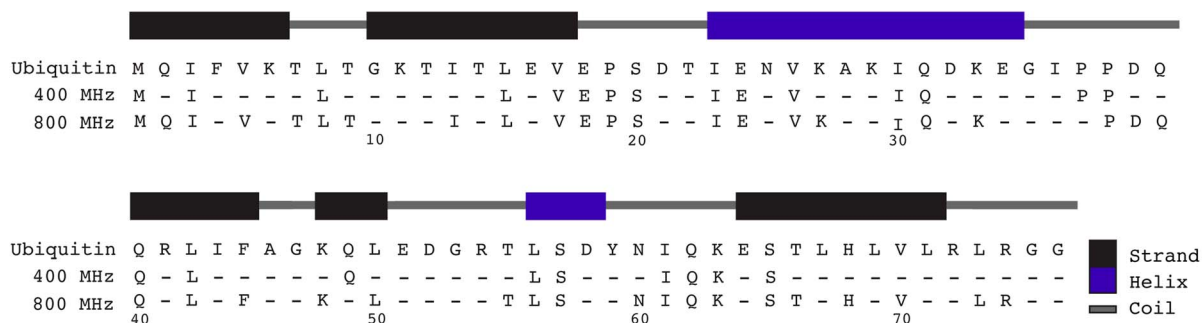 Ubiquitin M Q I F V K T L T G K T I T L E V E P S D T I E N V K A K I Q D K E G I P P D Q
400 MHz M - I - - - - L - - - - - - L - V E P S - - I E - V - - - I Q - - - - - P P - -
800 MHz M Q I - V - T L T - - - I - L - V E P S - - I E - V K - - I Q - K - - - - P D Q
10 20 30
Ubiquitin Q R L I F A G K Q L E D G R T L S D Y N I Q K E S T L H L V L R L R G G
400 MHz Q - L - - - - - Q - - - - - - L S - - - I Q K - S - - - - - - - - - - -
800 MHz Q - L - F - - K - L - - - - T L S - - N I Q K - S T - H - V - - L R - -
40 50 60 70
Strand
Helix
Coil